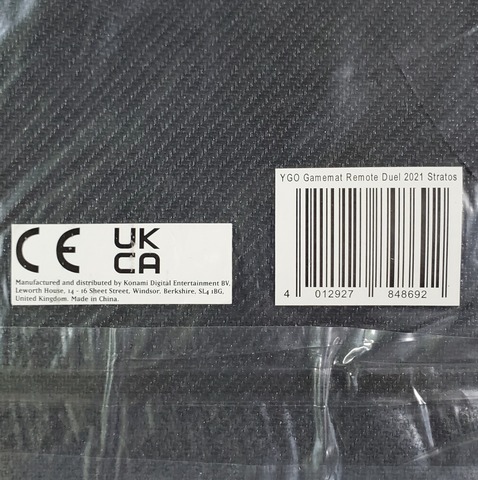 YGO Gamemat Remote Duel 2021 Stratos
4 012927 848692
CE UK
CA
Manufactured and distributed by Konami Digital Entertainment BV,
Leworth House, 14 - 16 Sheet Street, Windsor, Berkshire, SL4 1BG,
United Kingdom. Made in China.